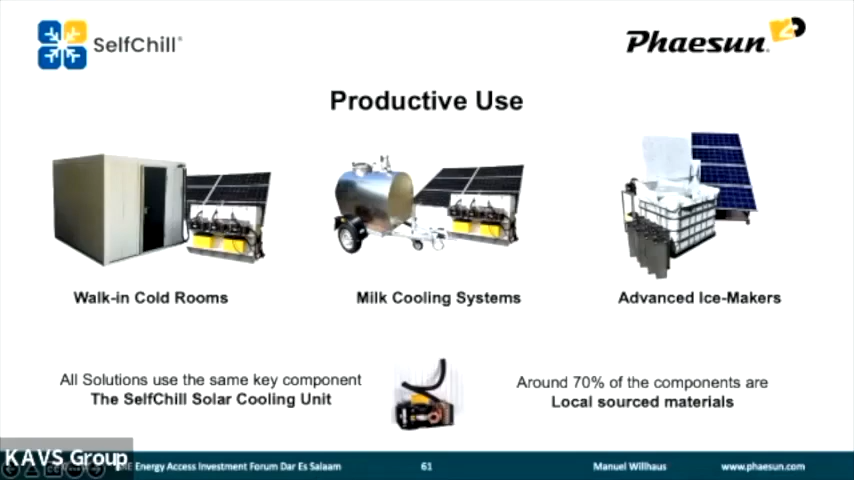 SelfChill®
Phaesun®
Productive Use
Walk-in Cold Rooms
Milk Cooling Systems
Advanced Ice-Makers
All Solutions use the same key component
The SelfChill Solar Cooling Unit
Around 70% of the components are
Local sourced materials
KAVS Group
Energy Access Investment Forum Dar Es Salaam
61
Manuel Willhaus
www.phaesun.com